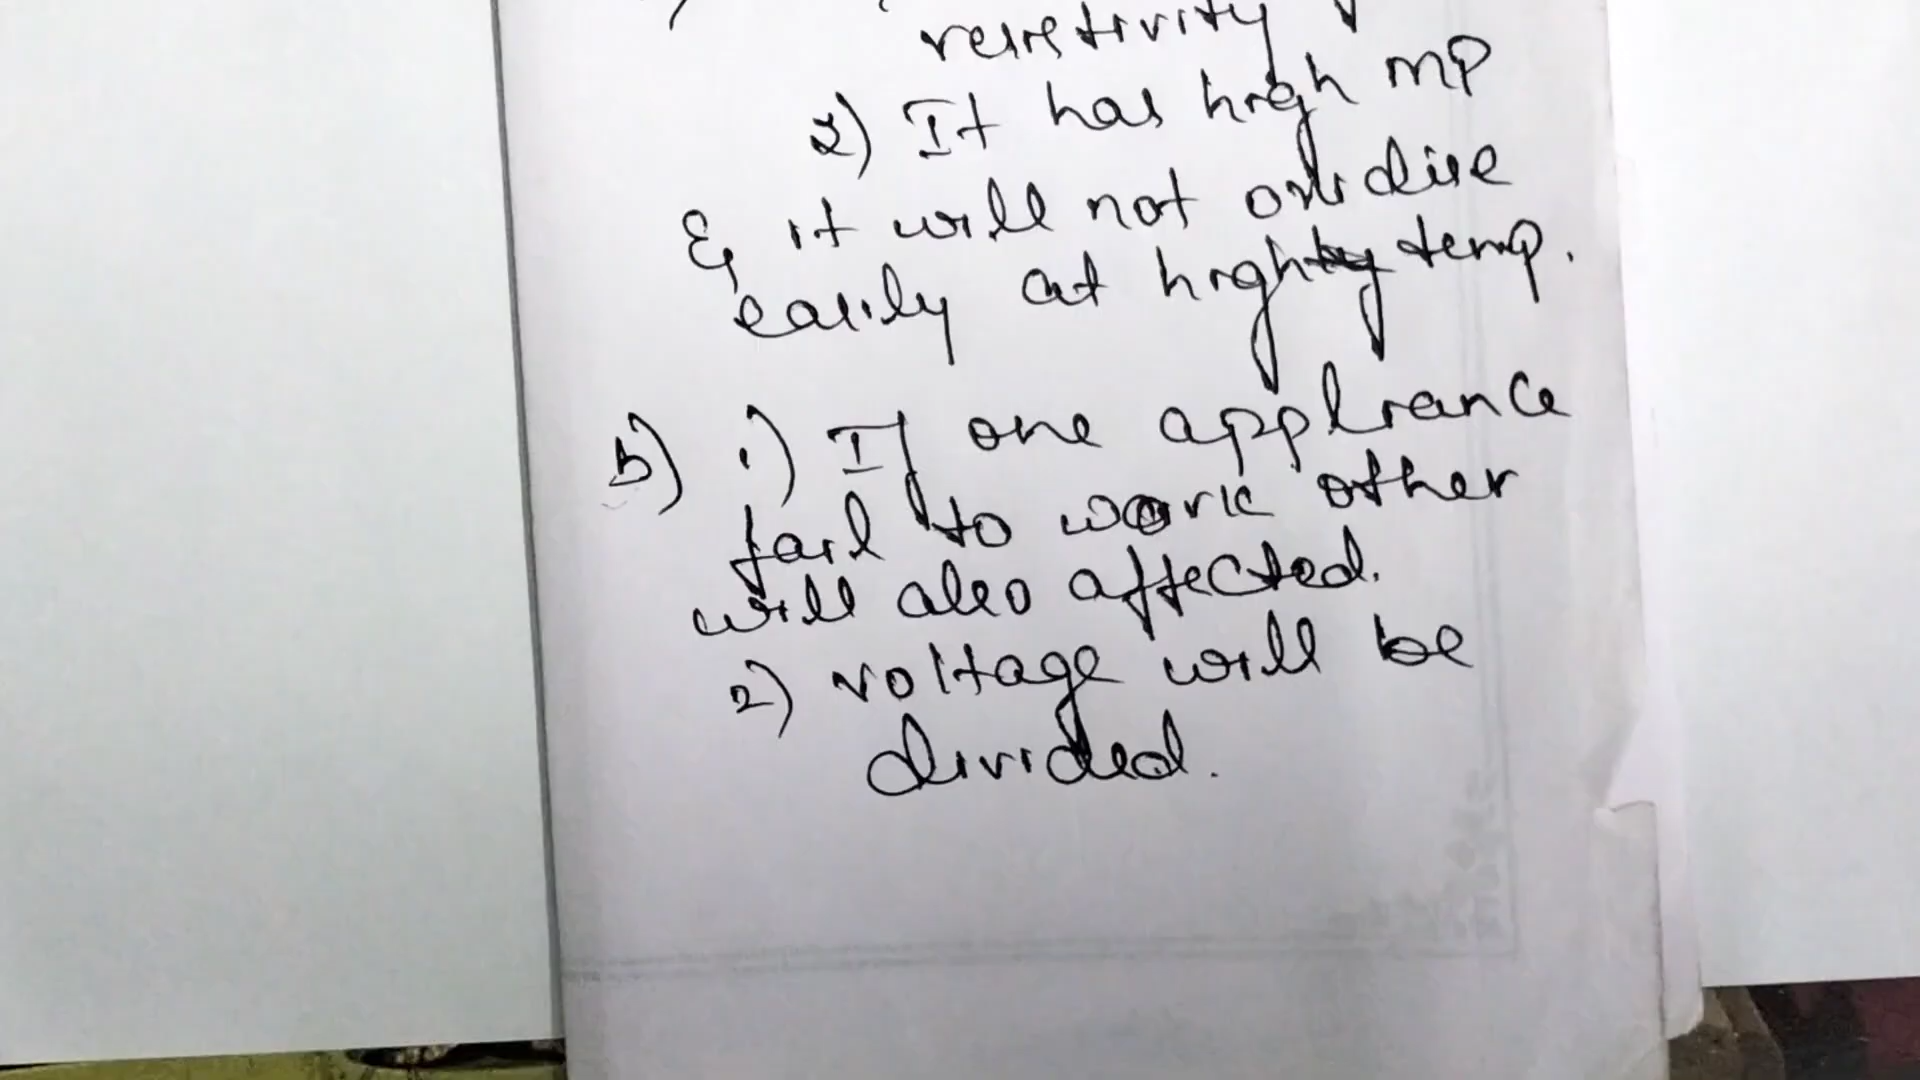 resistivity
2) It has high mp
& it will not oxidise
easily at high temp.
b) i) If one appliance
fail to work other
will also affected.
2) voltage will be
divided.